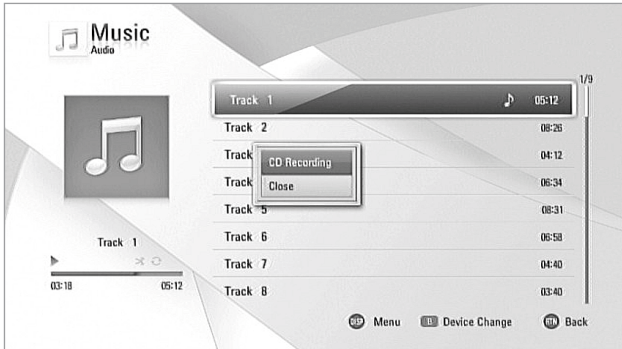 Music
Audio
1/9
Track 1 05:12
Track 2 08:26
Track 04:12
Track 06:34
Track 5 08:31
Track 6 06:58
Track 7 04:40
Track 8 03:40
CD Recording
Close
Track 1
03:18 05:12
DISP Menu B Device Change RTN Back